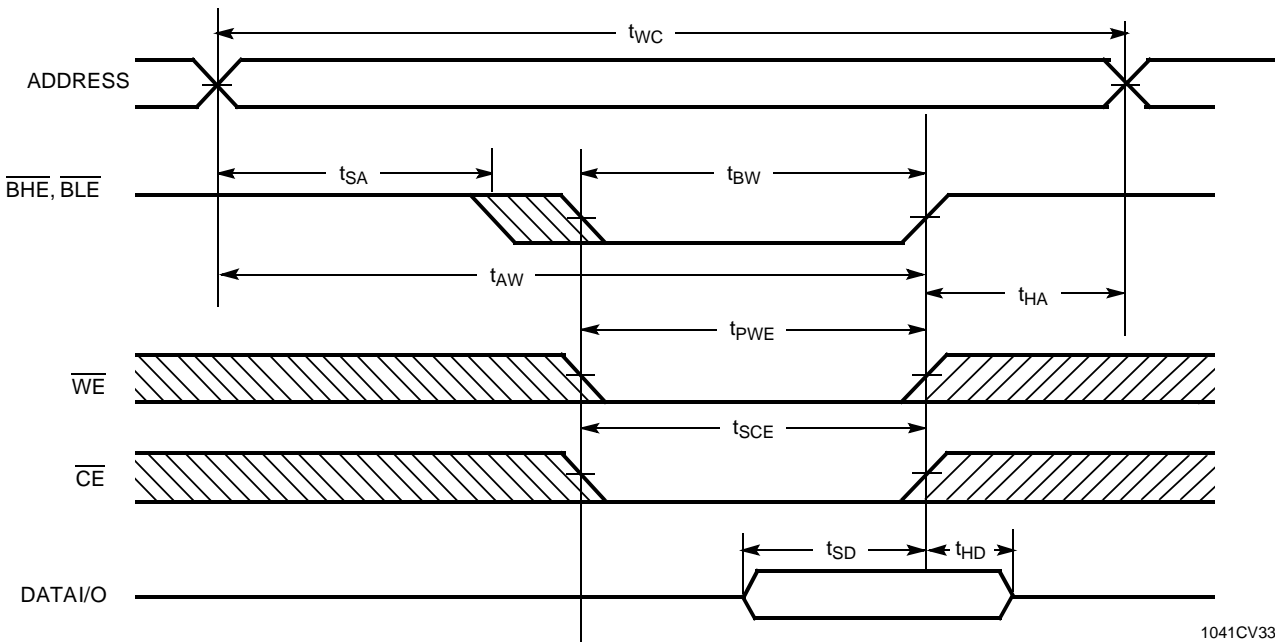 tWC
ADDRESS
tSA
tBW
BHE, BLE
tAW
tHA
tPWE
WE
tSCE
CE
tSD
tHD
DATAI/O
1041CV33